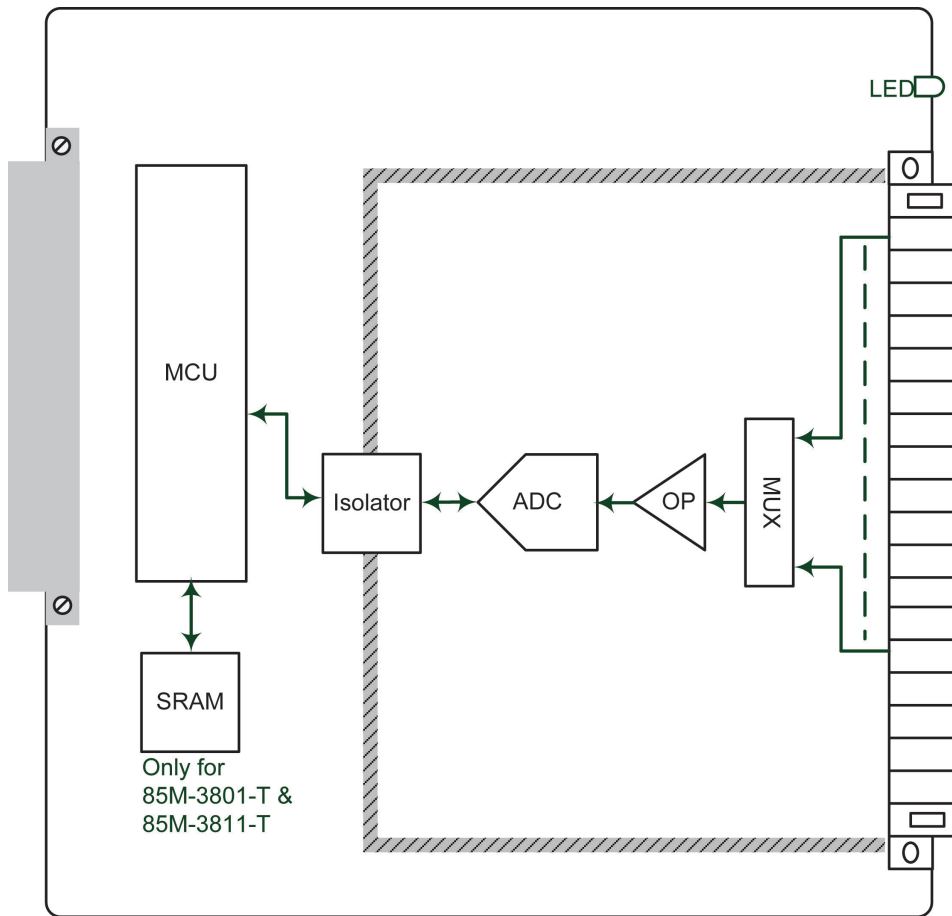 LED
MCU
Isolator
ADC
OP
MUX
SRAM
Only for
85M-3801-T &
85M-3811-T